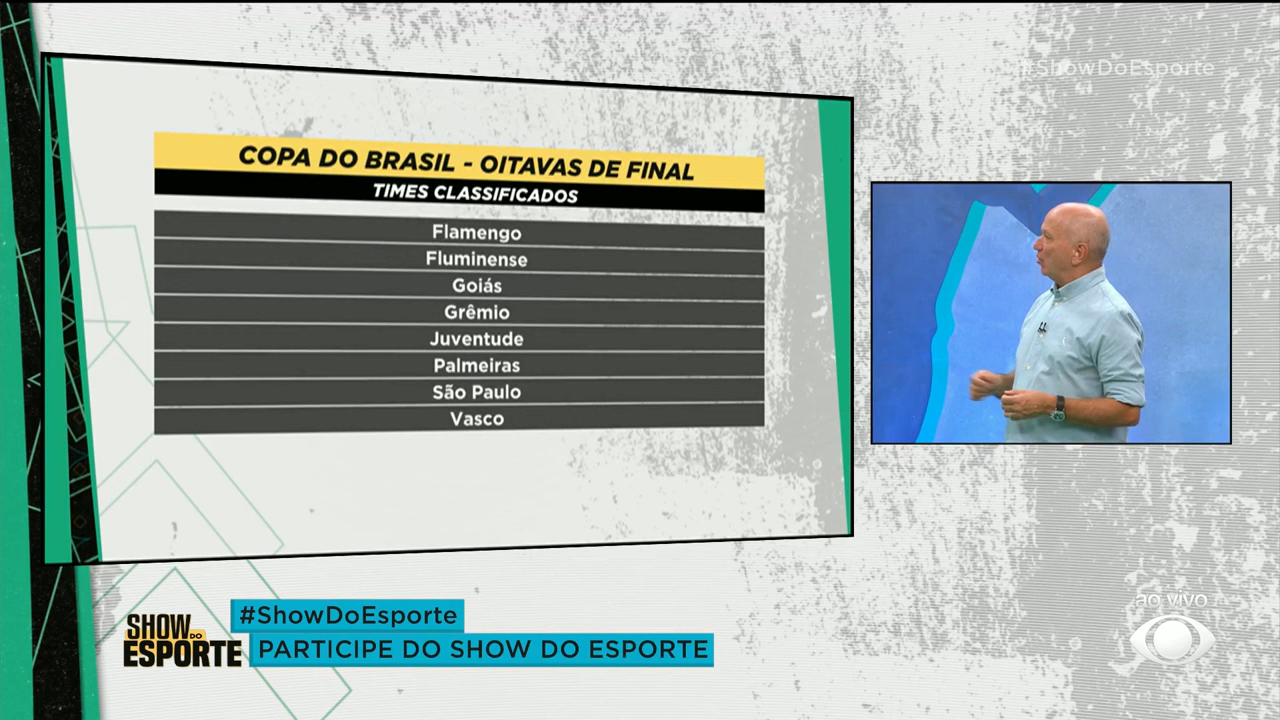 #ShowDoEsporte
COPA DO BRASIL - OITAVAS DE FINAL
TIMES CLASSIFICADOS
Flamengo
Fluminense
Goiás
Grêmio
Juventude
Palmeiras
São Paulo
Vasco
SHOW DO
ESPORTE
#ShowDoEsporte
PARTICIPE DO SHOW DO ESPORTE
ao vivo